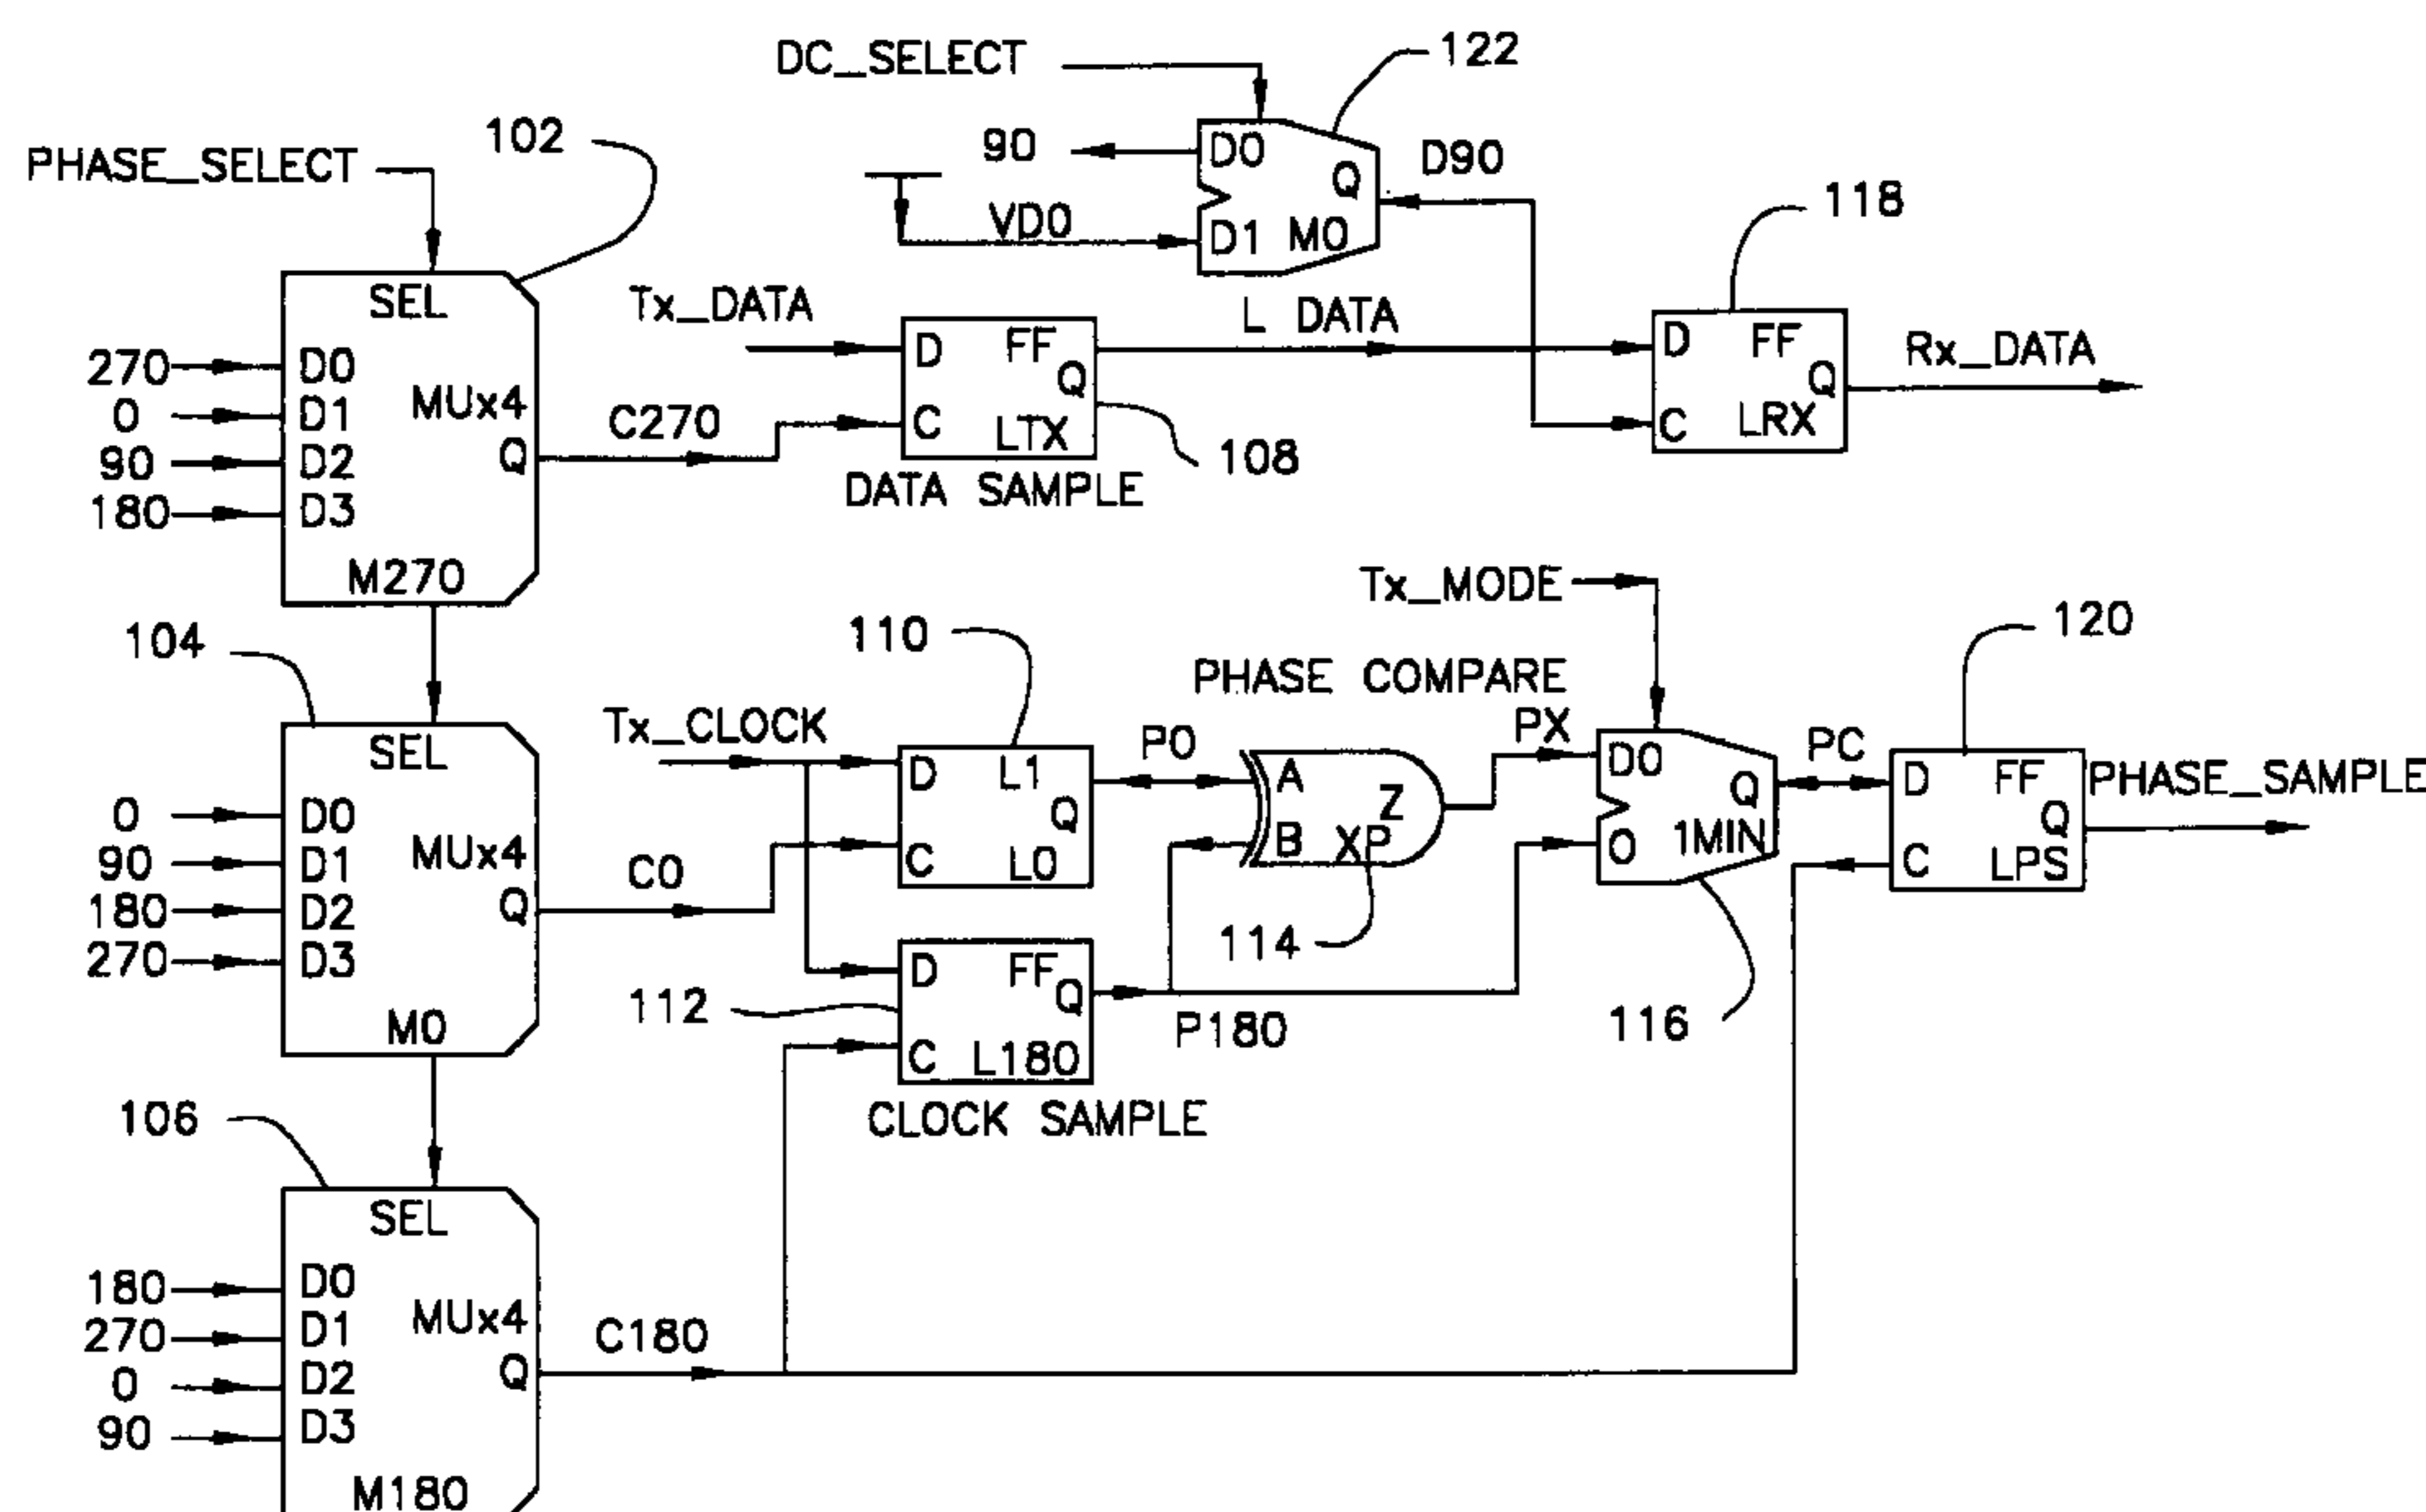 DC_SELECT
122
90
D0
Q
D90
VD0
D1 M0
118
PHASE_SELECT
102
SEL
270
D0
0
D1
MUx4
90
D2
Q
180
D3
M270
C270
Tx_DATA
D FF
Q
C LTX
108
DATA SAMPLE
L DATA
D FF
Q
C LRX
Rx_DATA
104
SEL
0
D0
90
D1
MUx4
180
D2
Q
270
D3
M0
C0
Tx_CLOCK
110
D L1
Q
C L0
P0
PHASE COMPARE
A
Z
B XP
114
PX
Tx_MODE
D0
Q
O 1MIN
116
PC
120
D FF
Q
C LPS
PHASE_SAMPLE
112
D FF
Q
C L180
P180
CLOCK SAMPLE
106
SEL
180
D0
270
D1
MUx4
0
D2
Q
90
D3
M180
C180